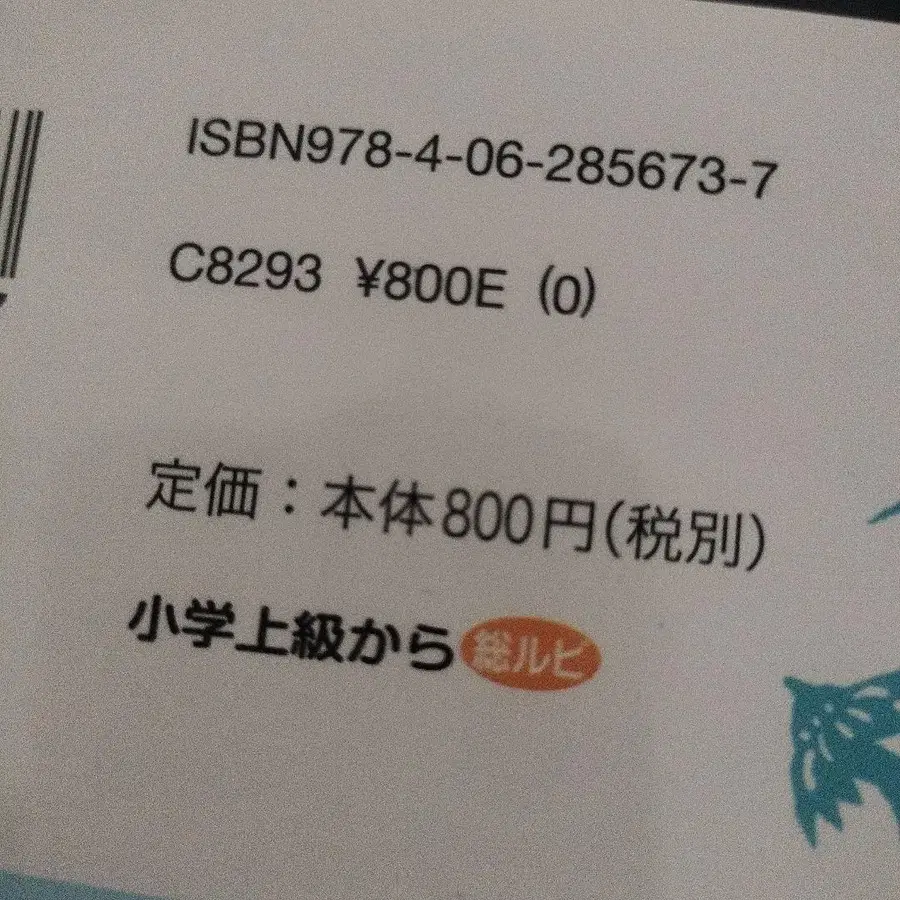 ISBN978-4-06-285673-7
C8293 ¥800E (0)
定価：本体800円(税別)
小学上級から 総ルビ